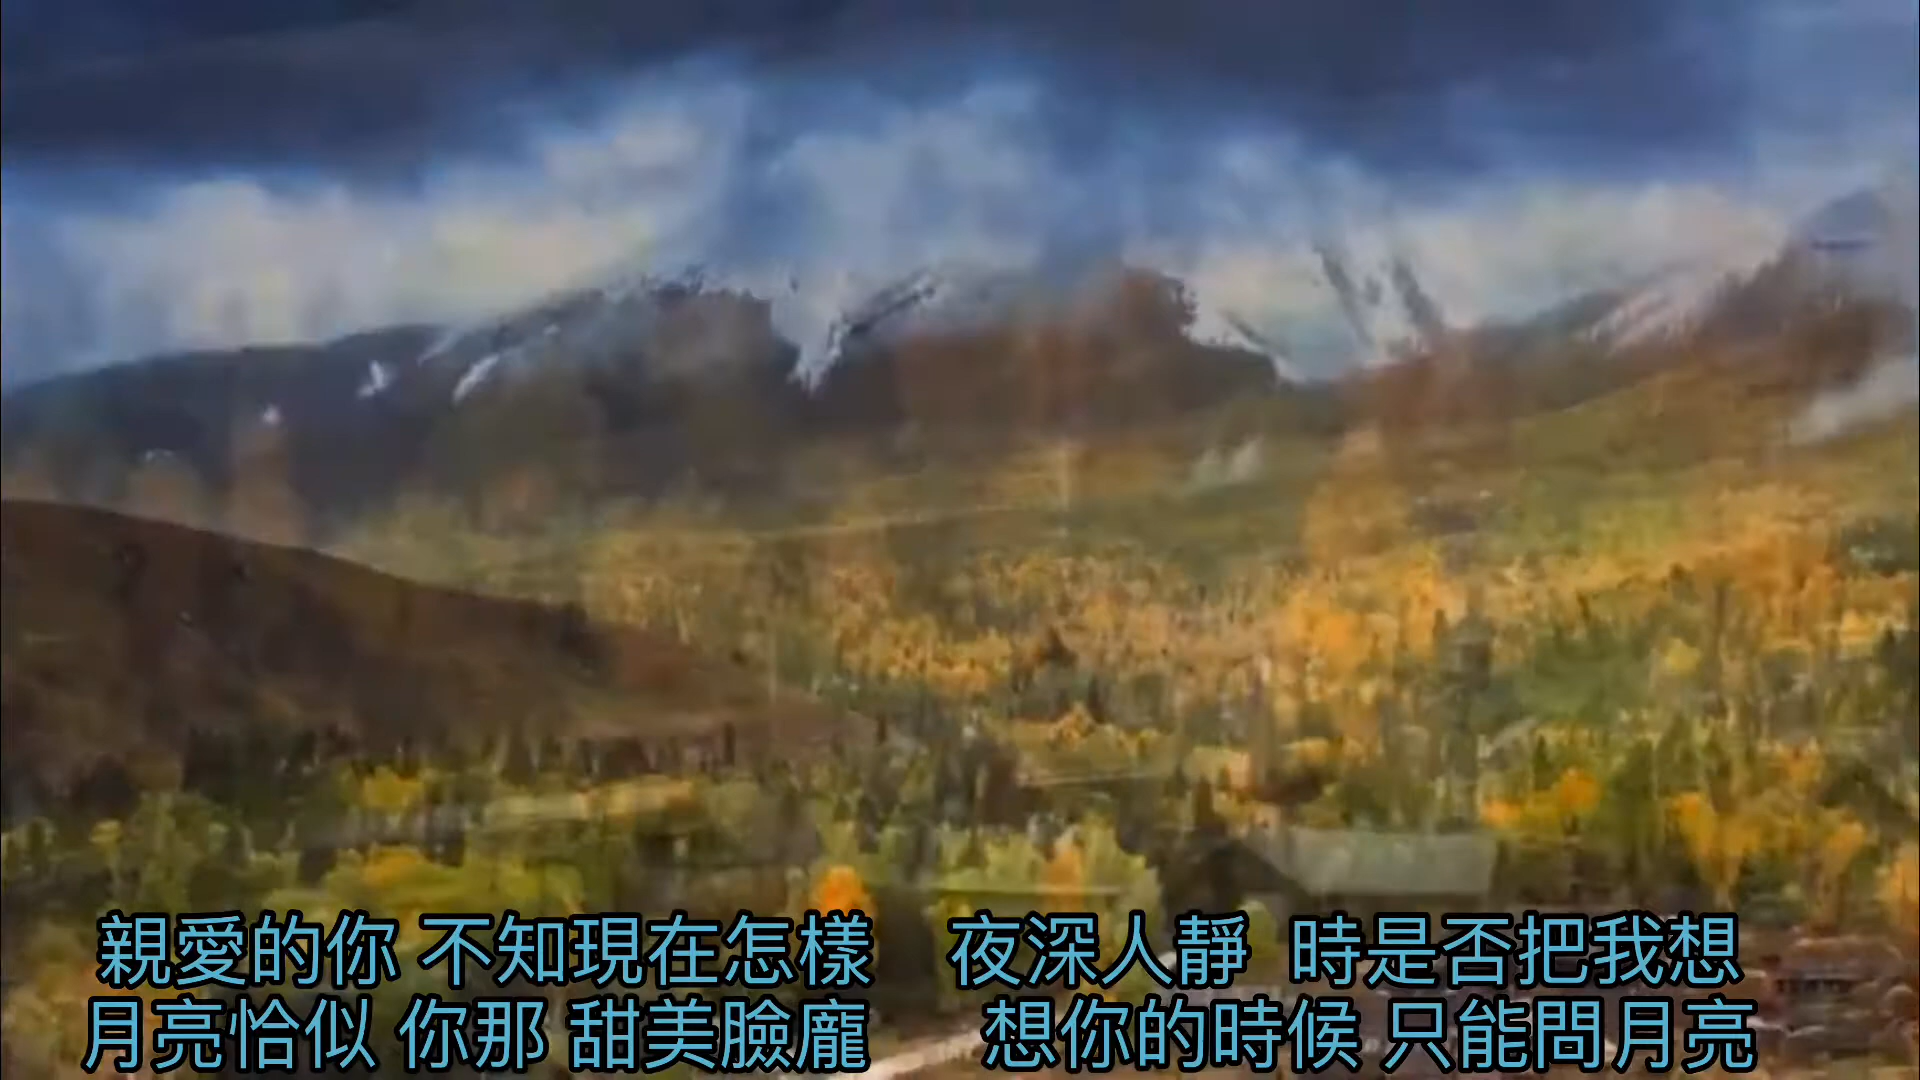 親愛的你 不知現在怎樣 夜深人靜 時是否把我想
月亮恰似 你那 甜美臉龐 想你的時候 只能問月亮